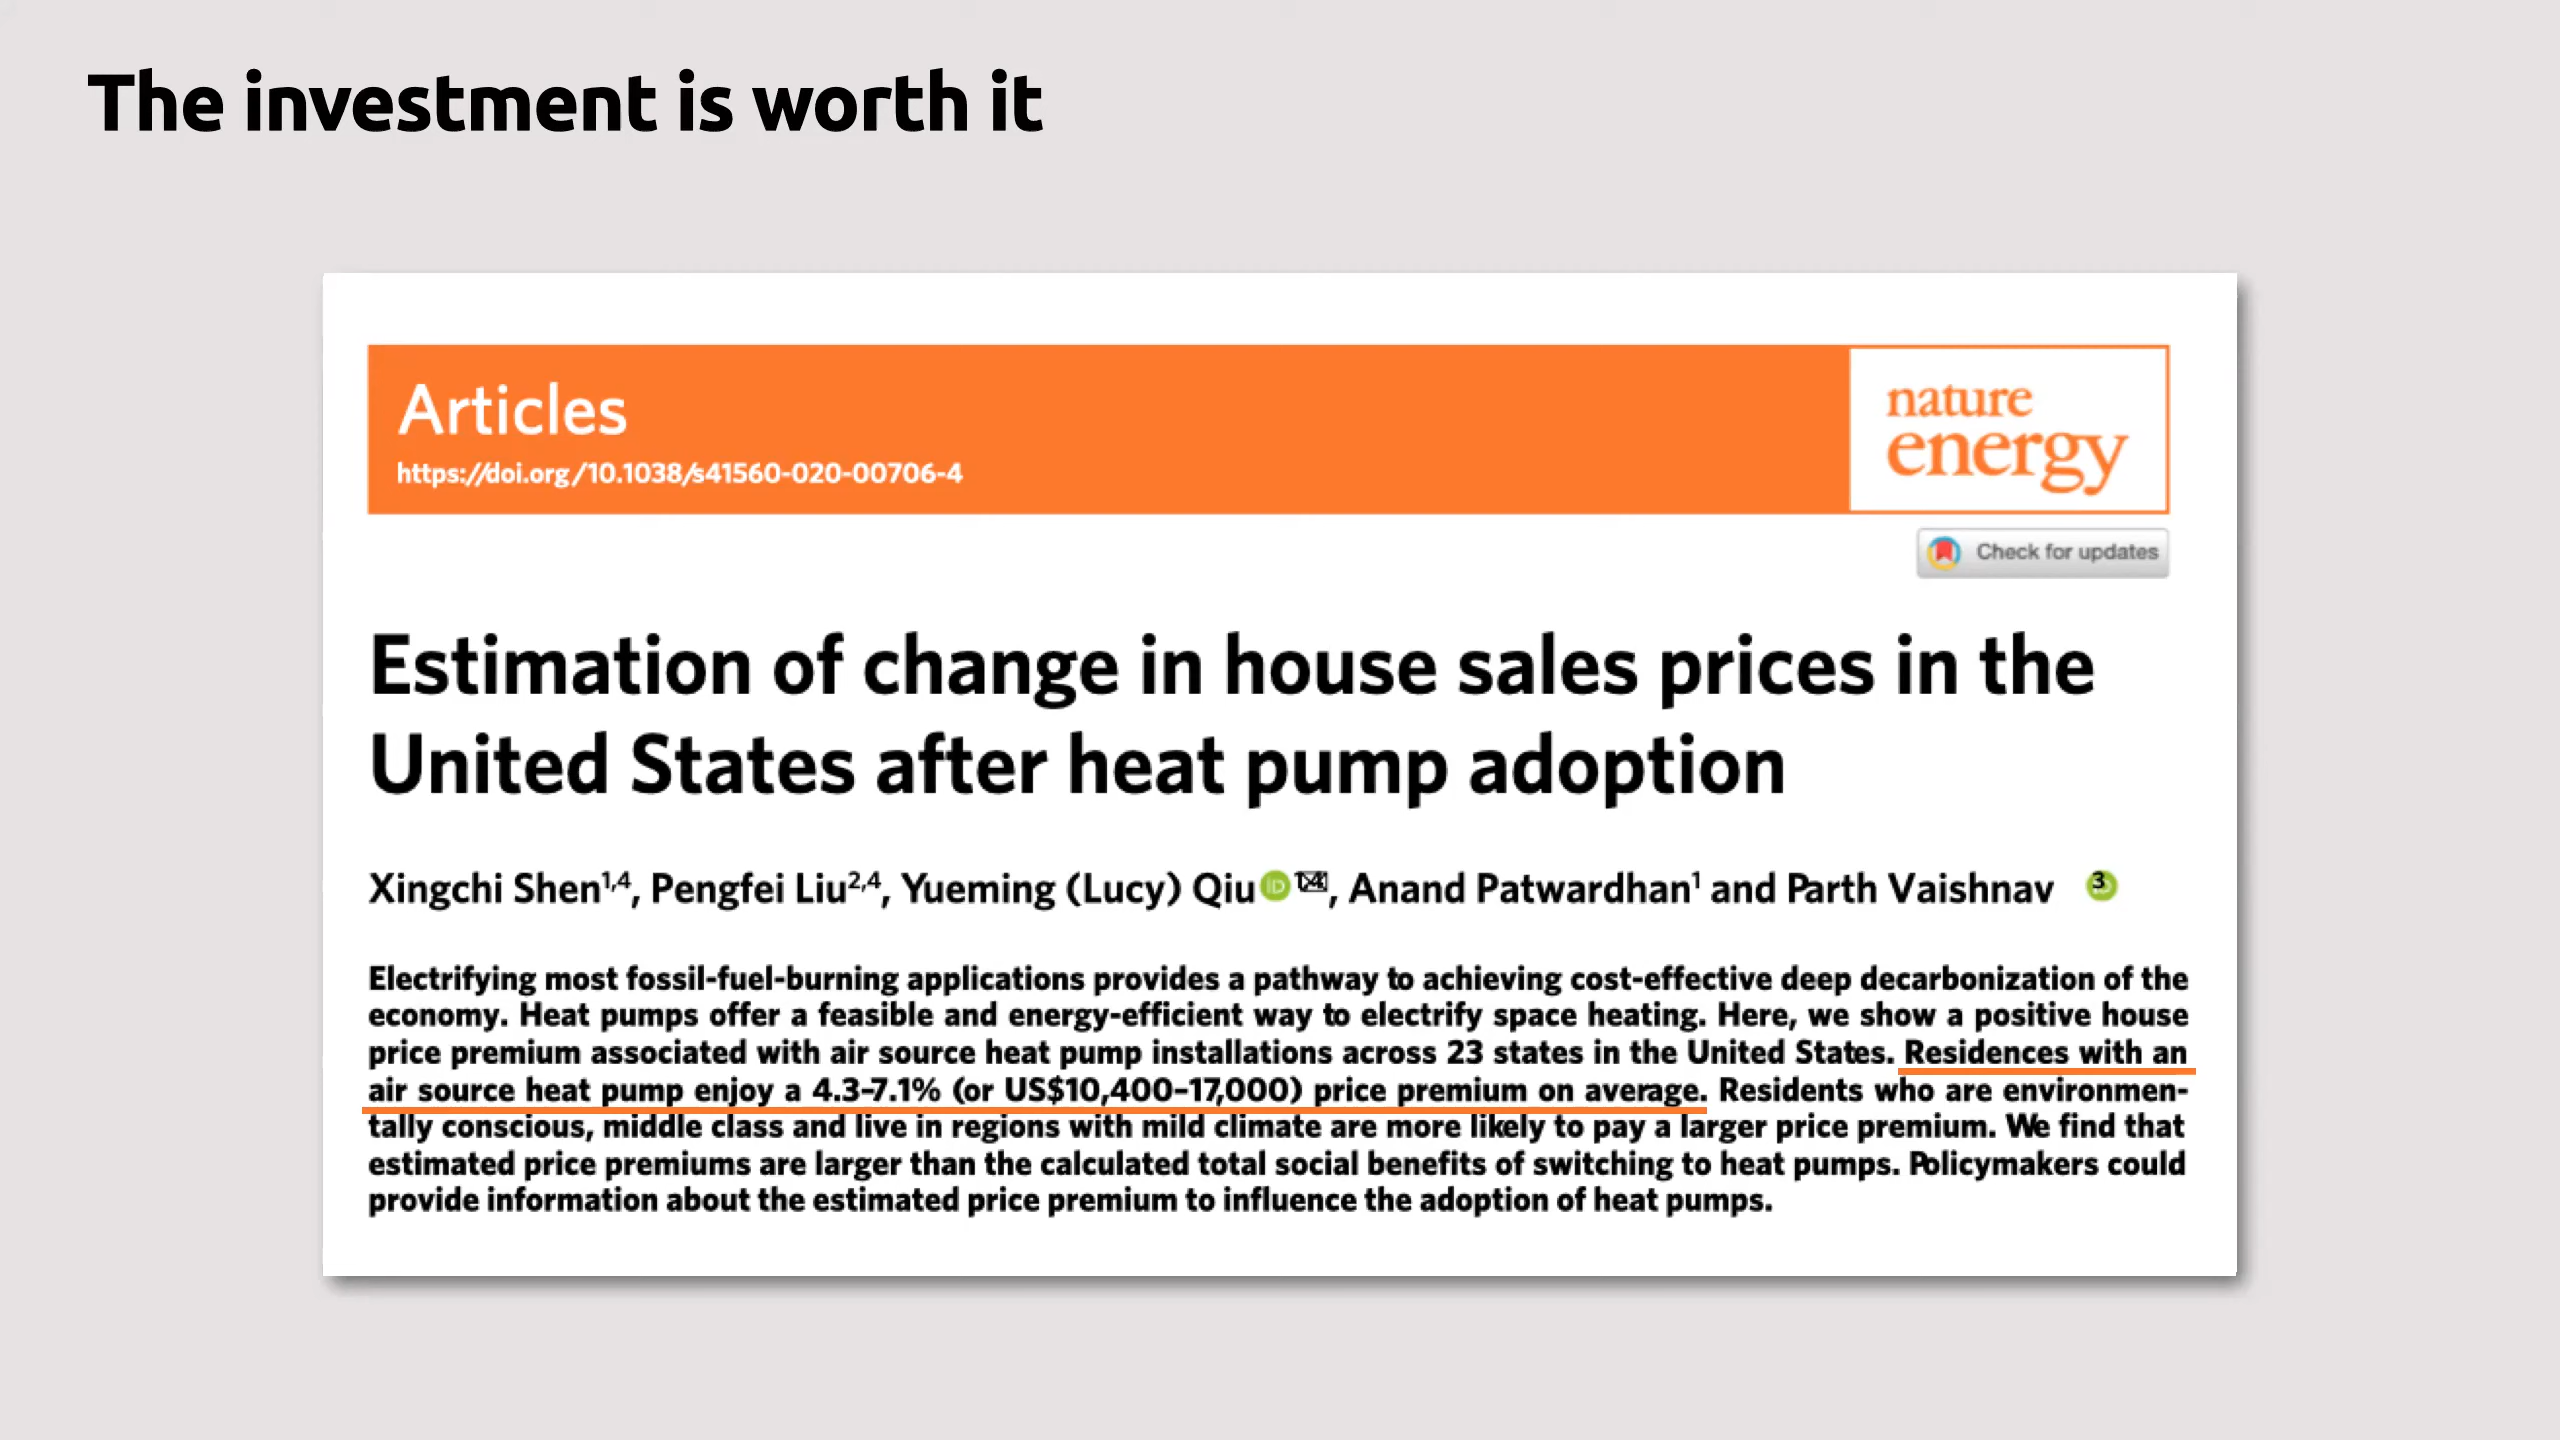 The investment is worth it
Articles
https://doi.org/10.1038/s41560-020-00706-4
nature
energy
Check for updates
Estimation of change in house sales prices in the
United States after heat pump adoption
Xingchi Shen1,4, Pengfei Liu2,4, Yueming (Lucy) Qiu iD 1,4, Anand Patwardhan1 and Parth Vaishnav 3
Electrifying most fossil-fuel-burning applications provides a pathway to achieving cost-effective deep decarbonization of the
economy. Heat pumps offer a feasible and energy-efficient way to electrify space heating. Here, we show a positive house
price premium associated with air source heat pump installations across 23 states in the United States. Residences with an
air source heat pump enjoy a 4.3–7.1% (or US$10,400–17,000) price premium on average. Residents who are environmen-
tally conscious, middle class and live in regions with mild climate are more likely to pay a larger price premium. We find that
estimated price premiums are larger than the calculated total social benefits of switching to heat pumps. Policymakers could
provide information about the estimated price premium to influence the adoption of heat pumps.